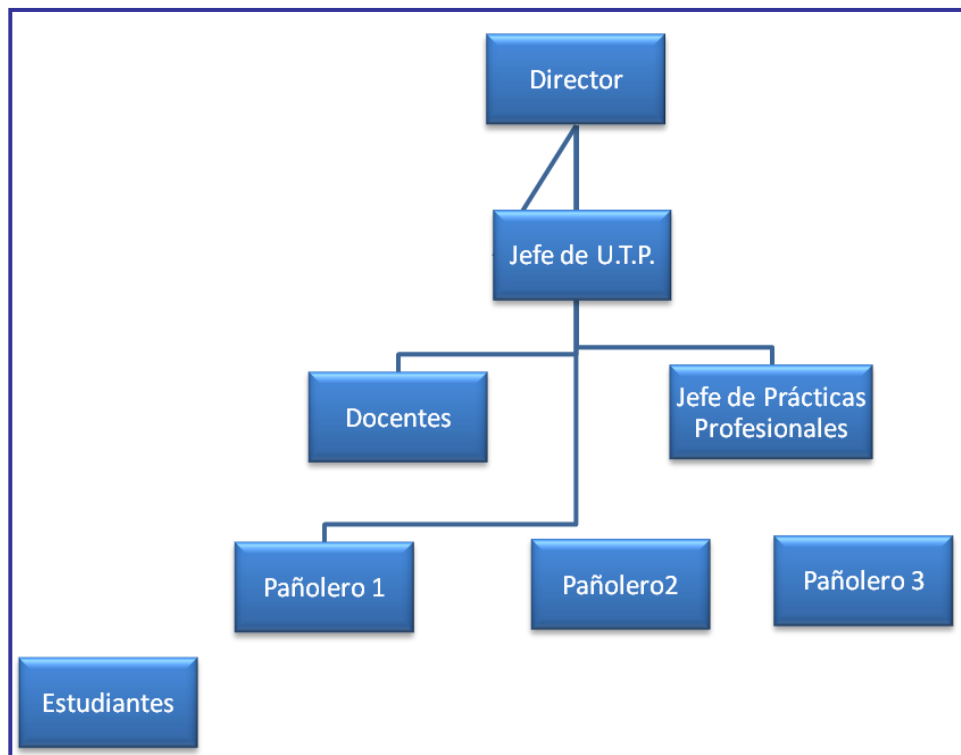 Director
Jefe de U.T.P.
Docentes
Jefe de Prácticas
Profesionales
Pañolero 1
Pañolero2
Pañolero 3
Estudiantes